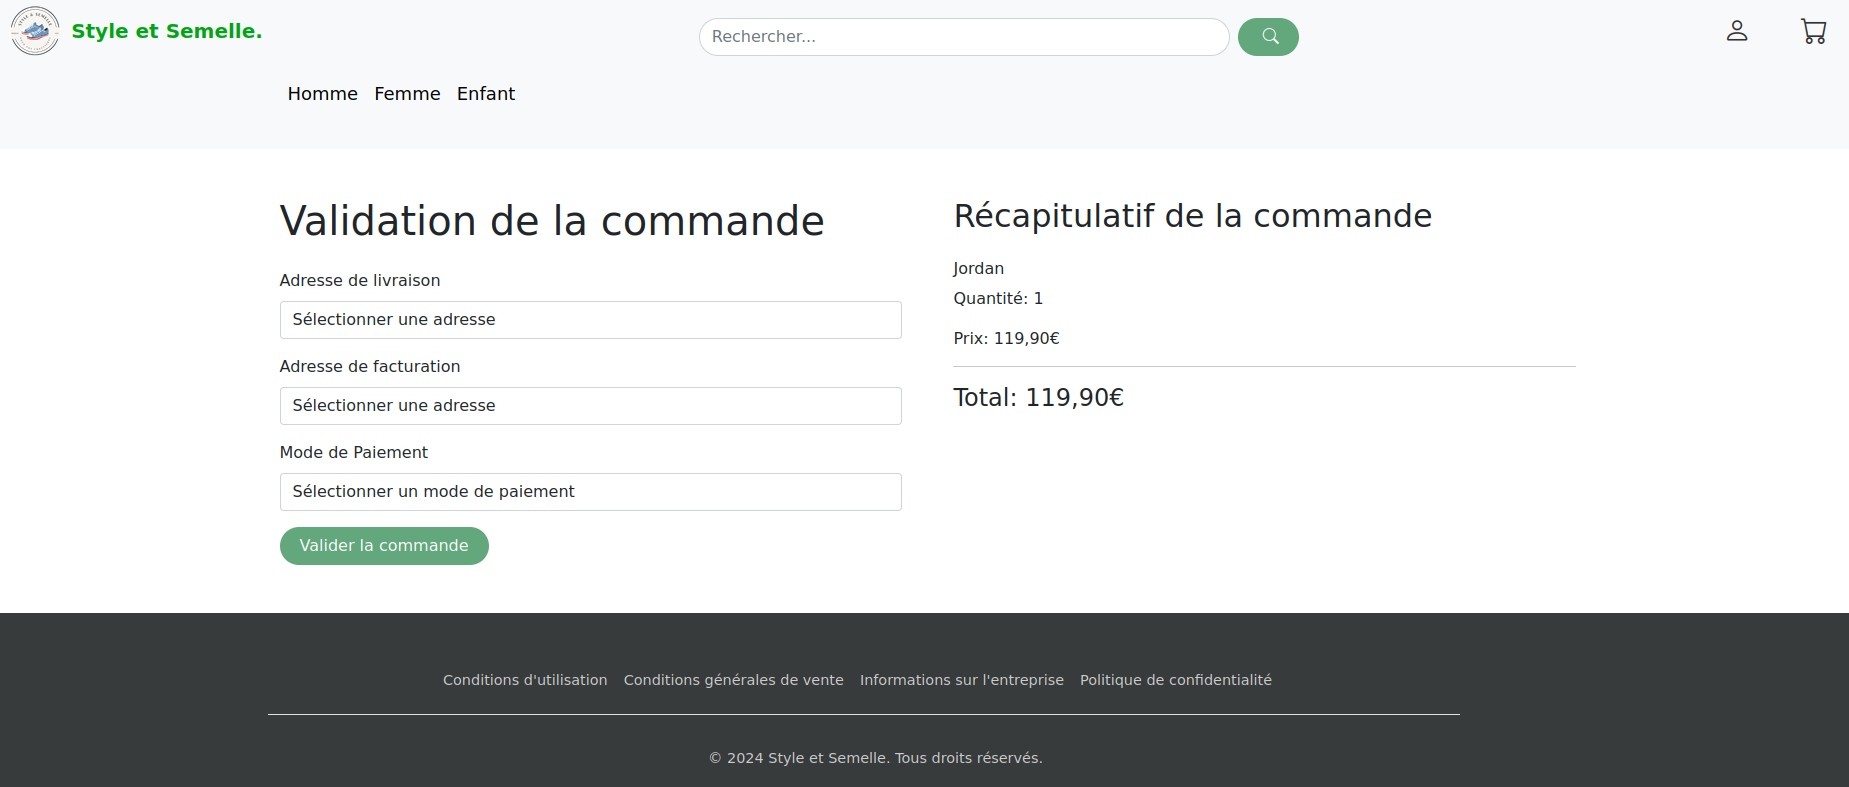 STYLE & SEMELLE
Style et Semelle.
Rechercher...
Homme Femme Enfant
Validation de la commande
Adresse de livraison
Sélectionner une adresse
Adresse de facturation
Sélectionner une adresse
Mode de Paiement
Sélectionner un mode de paiement
Valider la commande
Récapitulatif de la commande
Jordan
Quantité: 1
Prix: 119,90€
Total: 119,90€
Conditions d'utilisation Conditions générales de vente Informations sur l'entreprise Politique de confidentialité
© 2024 Style et Semelle. Tous droits réservés.